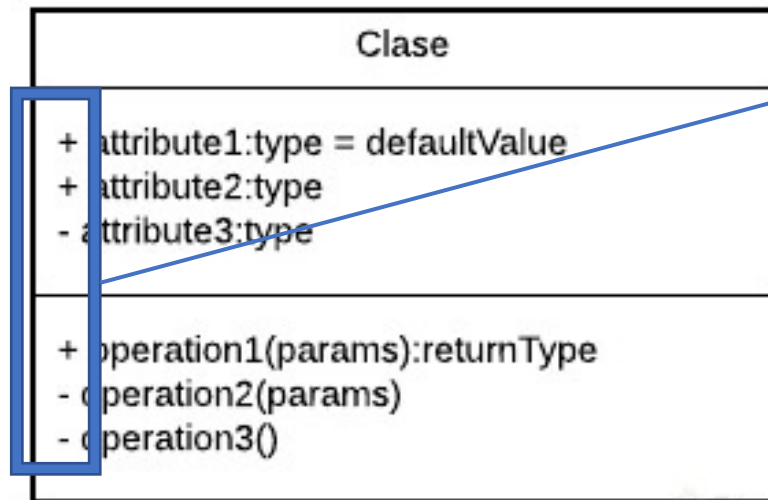 Clase
+ attribute1:type = defaultValue
+ attribute2:type
- attribute3:type
+ operation1(params):returnType
- operation2(params)
- operation3()